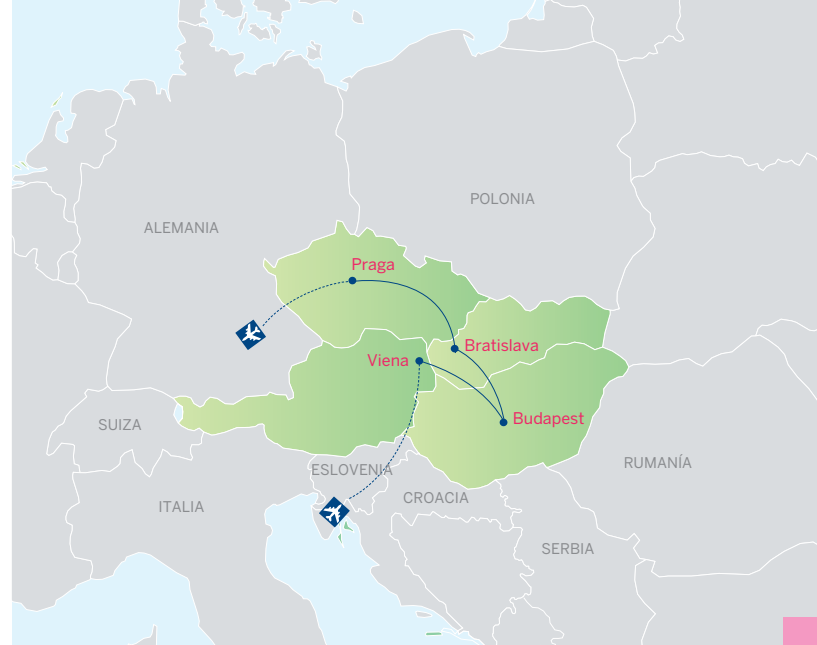 POLONIA
ALEMANIA
Praga
Bratislava
Viena
Budapest
SUIZA
RUMANÍA
ESLOVENIA
CROACIA
ITALIA
SERBIA